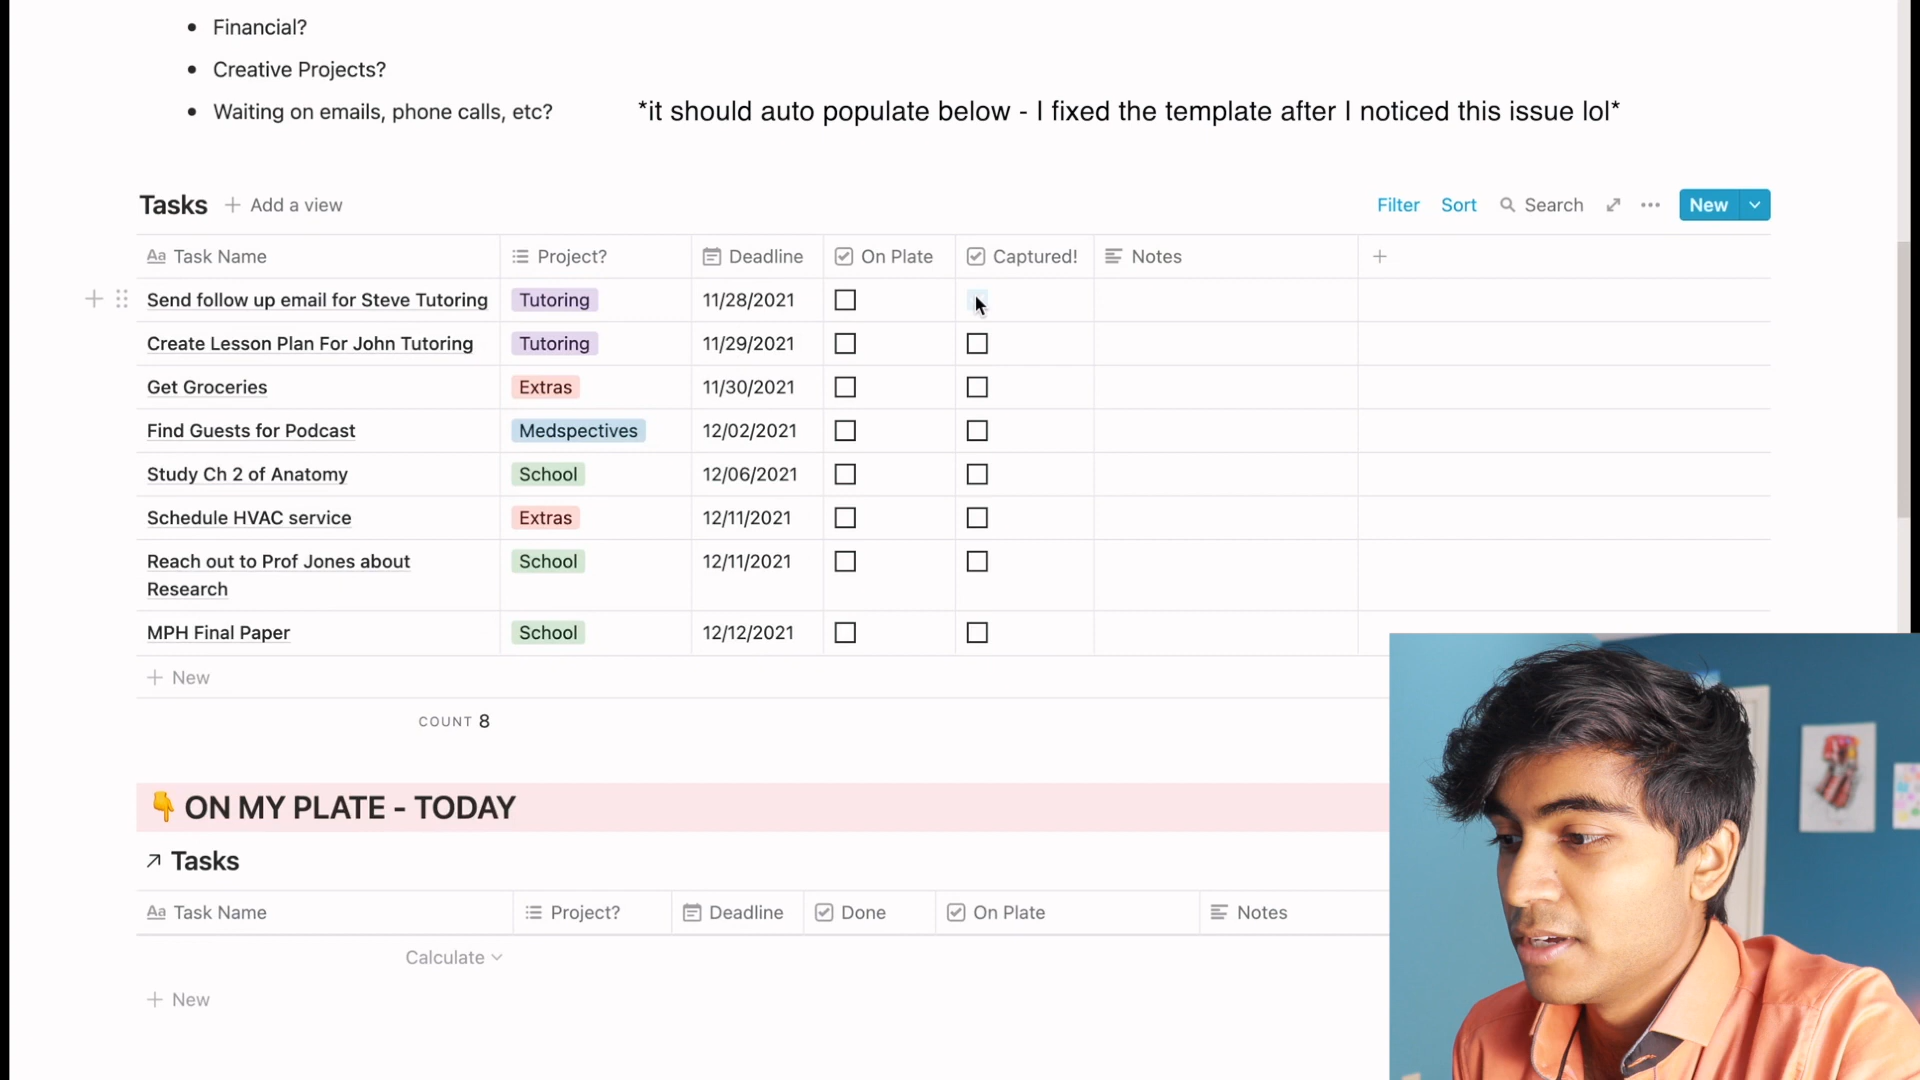 Financial?
Creative Projects?
Waiting on emails, phone calls, etc?
*it should auto populate below - I fixed the template after I noticed this issue lol*
Tasks + Add a view Filter Sort Search New
Aa Task Name Project? Deadline On Plate Captured! Notes
Send follow up email for Steve Tutoring Tutoring 11/28/2021
Create Lesson Plan For John Tutoring Tutoring 11/29/2021
Get Groceries Extras 11/30/2021
Find Guests for Podcast Medspectives 12/02/2021
Study Ch 2 of Anatomy School 12/06/2021
Schedule HVAC service Extras 12/11/2021
Reach out to Prof Jones about School 12/11/2021
Research
MPH Final Paper School 12/12/2021
+ New
COUNT 8
👇 ON MY PLATE - TODAY
Tasks
Aa Task Name Project? Deadline Done On Plate Notes
Calculate
+ New